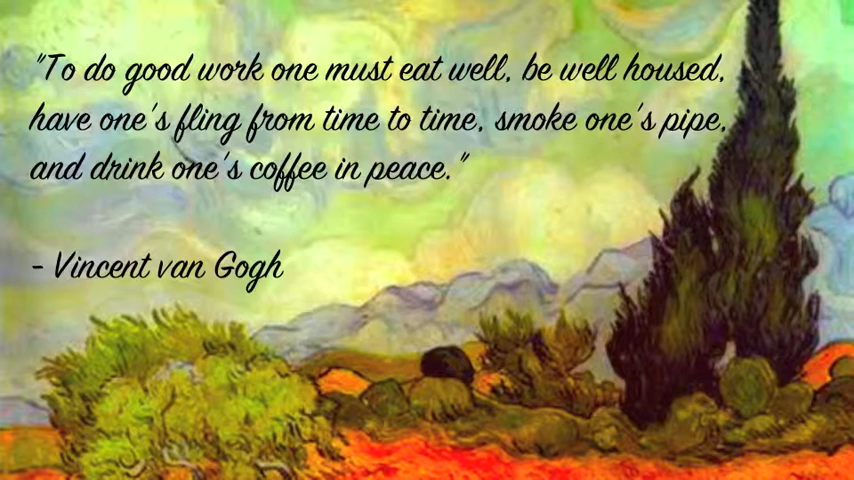 "To do good work one must eat well, be well housed,
have one's fling from time to time, smoke one's pipe,
and drink one's coffee in peace."
- Vincent van Gogh